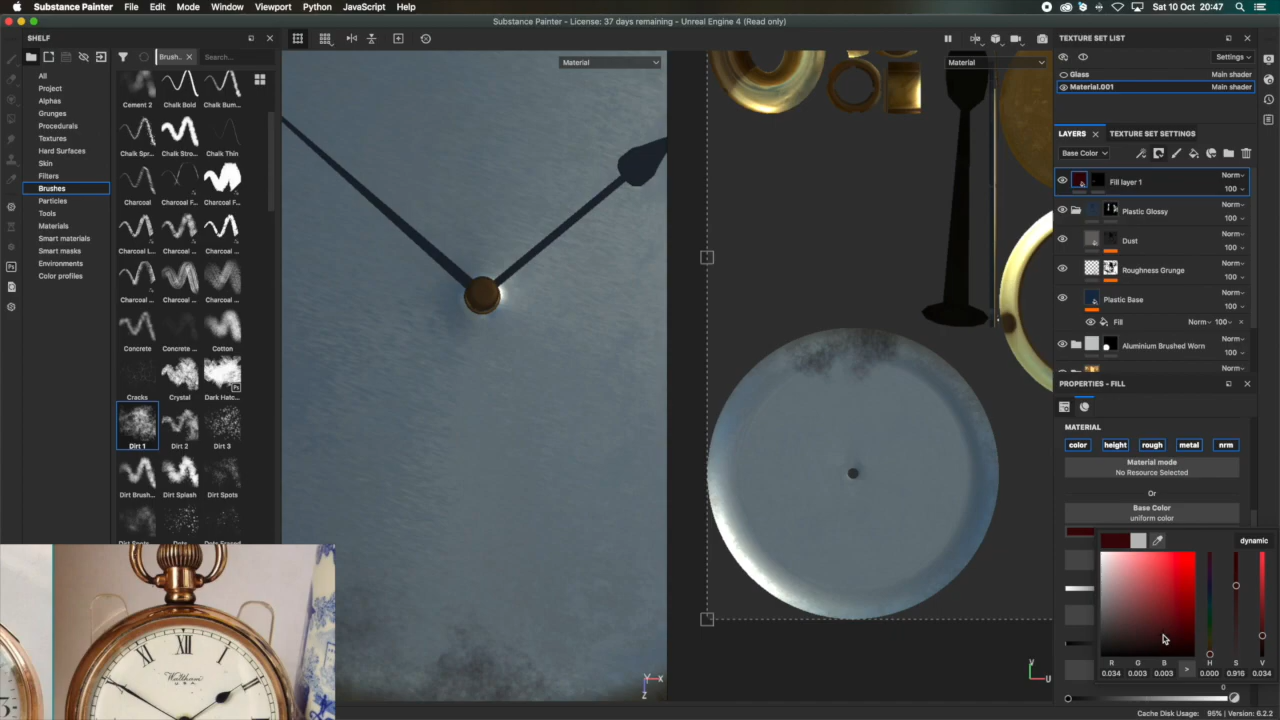 Substance Painter File Edit Mode Window Viewport Python JavaScript Help
Sat 10 Oct 20:47
Substance Painter - License: 37 days remaining - Unreal Engine 4 (Read only)
SHELF
Brush..
Search...
All
Project
Alphas
Grunges
Procedurals
Textures
Hard Surfaces
Skin
Filters
Brushes
Particles
Tools
Materials
Smart materials
Smart masks
Environments
Color profiles
Cement 2 Chalk Bold Chalk Bum...
Chalk Spr... Chalk Stro... Chalk Thin
Charcoal Charcoal F... Charcoal F...
Charcoal L... Charcoal ... Charcoal ...
Charcoal ... Charcoal ... Charcoal ...
Concrete Concrete ... Cotton
Cracks Crystal Dark Hatc...
Dirt 1 Dirt 2 Dirt 3
Dirt Brush... Dirt Splash Dirt Spots
Material
Material
Z X
V
U
TEXTURE SET LIST
Settings
Glass Main shader
Material.001 Main shader
LAYERS
TEXTURE SET SETTINGS
Base Color
Fill layer 1 Norm
100
Plastic Glossy Norm
100
Dust Norm
100
Roughness Grunge Norm
100
Plastic Base Norm
100
Fill Norm 100
Aluminium Brushed Worn Norm
100
Norm
PROPERTIES - FILL
MATERIAL
color height rough metal nrm
Material mode
No Resource Selected
Or
Base Color
uniform color
dynamic
R G B H S V
0.034 0.003 0.003 > 0.000 0.916 0.034
0
Cache Disk Usage: 95% | Version: 6.2.2
XI XII I
Waltham
U.S.A.